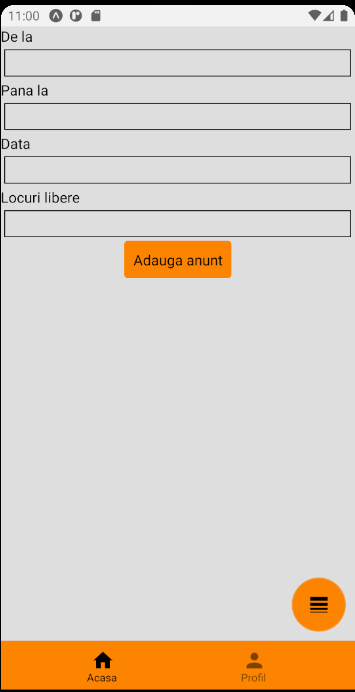 11:00
De la
Pana la
Data
Locuri libere
Adauga anunt
Acasa
Profil